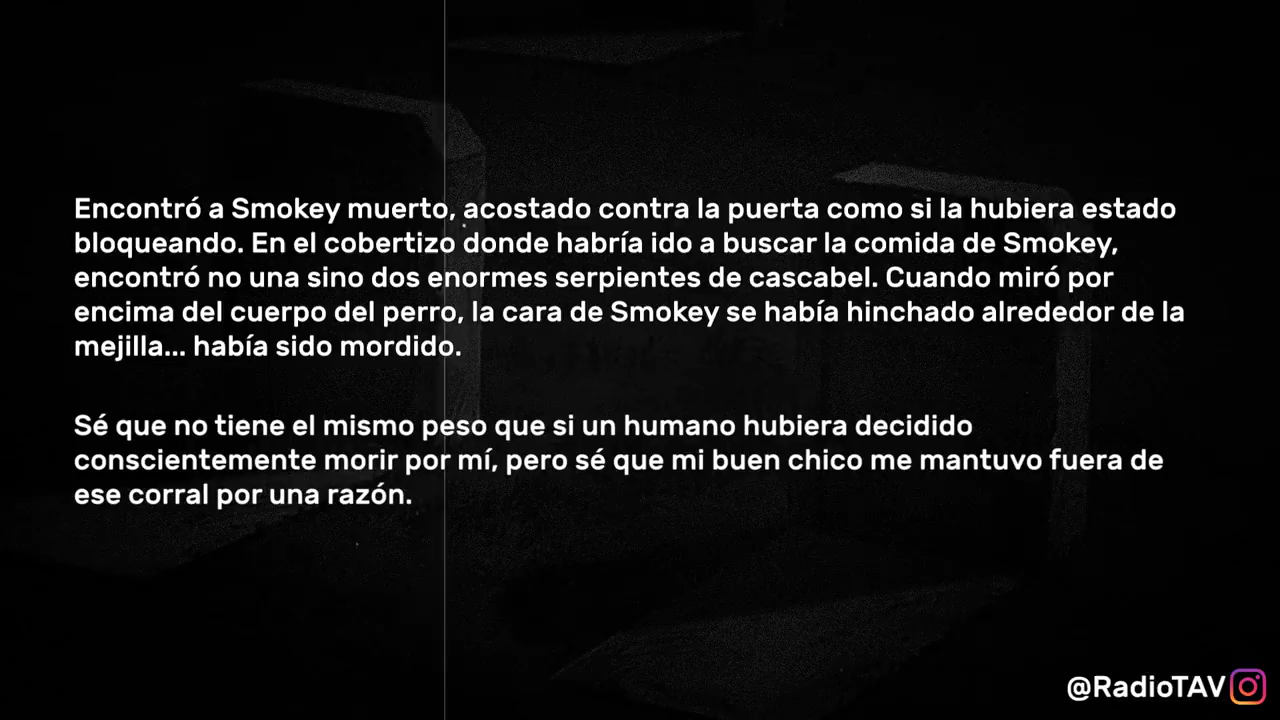 Encontró a Smokey muerto, acostado contra la puerta como si la hubiera estado
bloqueando. En el cobertizo donde habría ido a buscar la comida de Smokey,
encontró no una sino dos enormes serpientes de cascabel. Cuando miró por
encima del cuerpo del perro, la cara de Smokey se había hinchado alrededor de la
mejilla... había sido mordido.
Sé que no tiene el mismo peso que si un humano hubiera decidido
conscientemente morir por mí, pero sé que mi buen chico me mantuvo fuera de
ese corral por una razón.
@RadioTAV